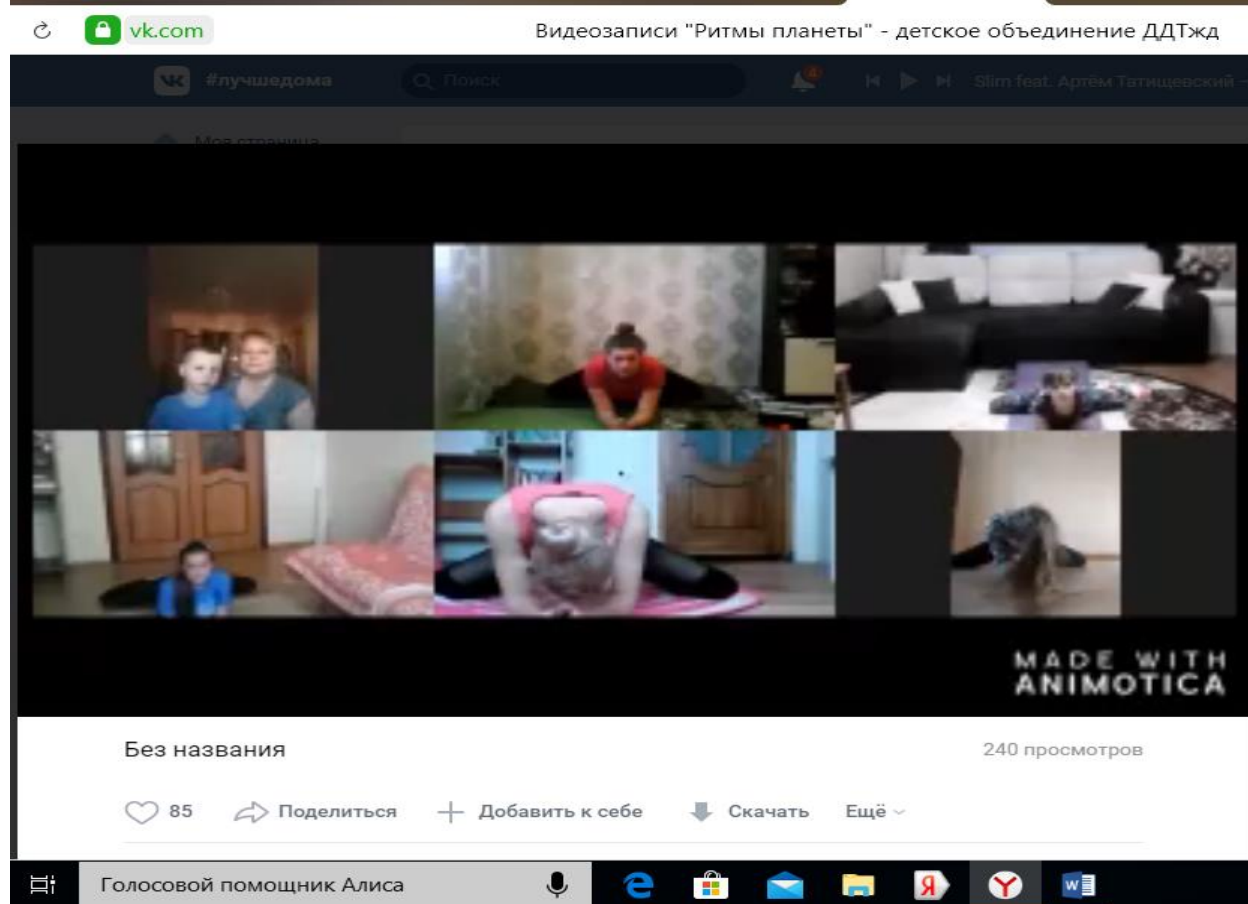 vk.com Видеозаписи "Ритмы планеты" - детское объединение ДДТжд
#лучшедома Поиск 4 Slim feat. Артём Татищевский -
Моя страница
MADE WITH
ANIMOTICA
Без названия 240 просмотров
85 Поделиться Добавить к себе Скачать Ещё
Голосовой помощник Алиса